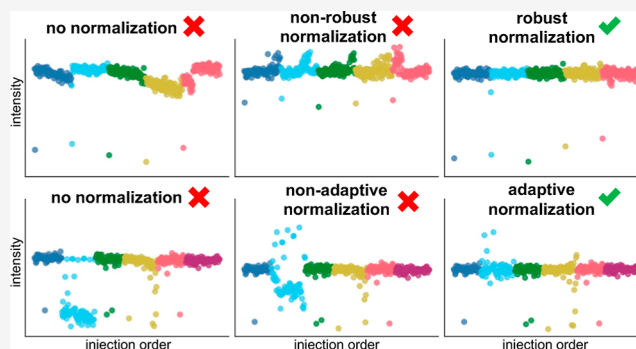 no normalization
non-robust
normalization
robust
normalization
intensity
no normalization
non-adaptive
normalization
adaptive
normalization
intensity
injection order
injection order
injection order